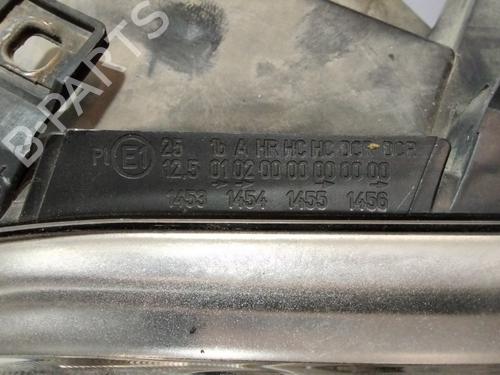 B-PARTS
Pl E1 25 1b A HR HC HC DCR DCR
12,5 01 02 00 00 00 00 00
1453 1454 1455 1456